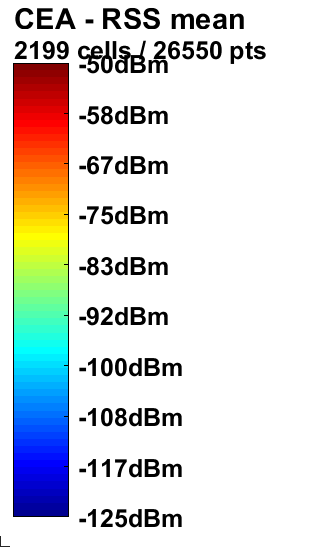 CEA - RSS mean
2199 cells / 26550 pts
-50dBm
-58dBm
-67dBm
-75dBm
-83dBm
-92dBm
-100dBm
-108dBm
-117dBm
-125dBm